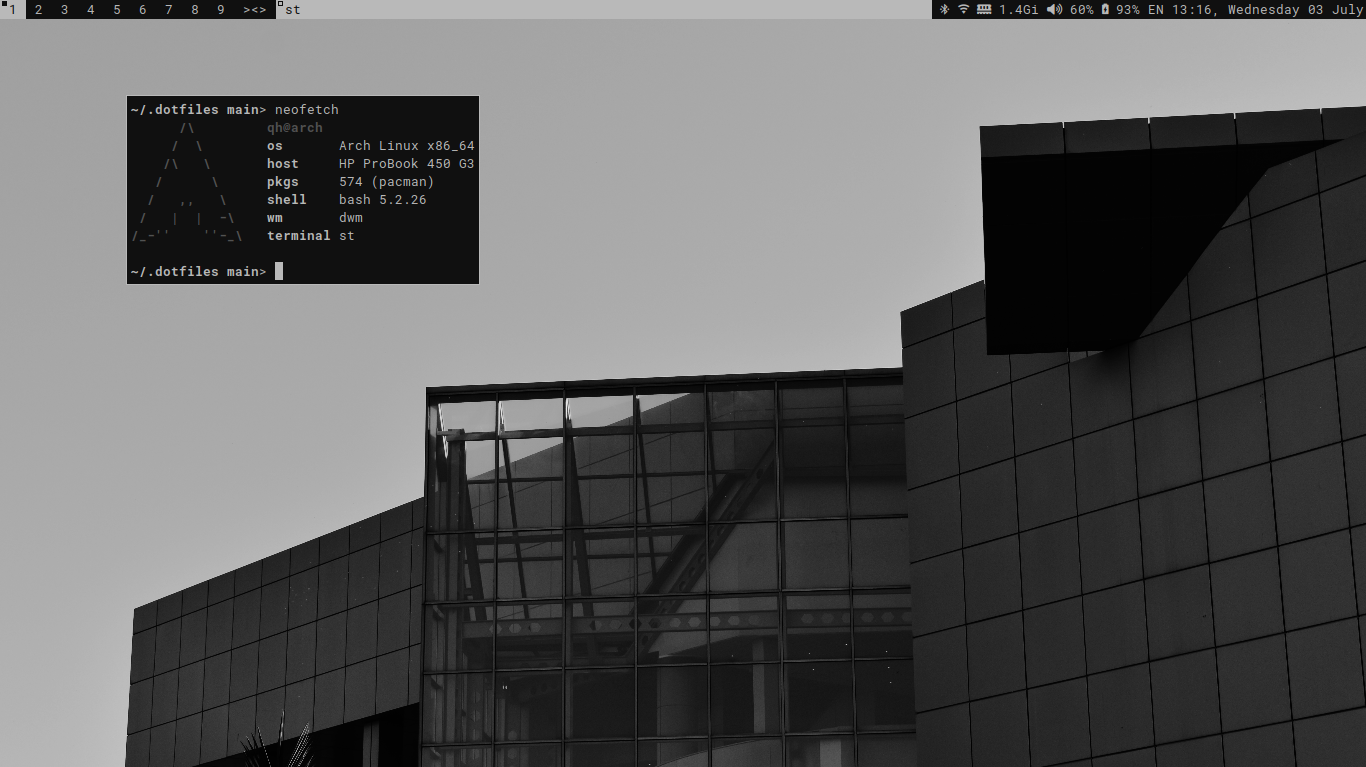 1 2 3 4 5 6 7 8 9 ><> st 1.4Gi 60% 93% EN 13:16, Wednesday 03 July
~/.dotfiles main> neofetch
/\ qh@arch
/ \ os Arch Linux x86_64
/\ \ host HP ProBook 450 G3
/ \ pkgs 574 (pacman)
/ ,, \ shell bash 5.2.26
/ | | -\ wm dwm
/_-'' ''-_\ terminal st
~/.dotfiles main>